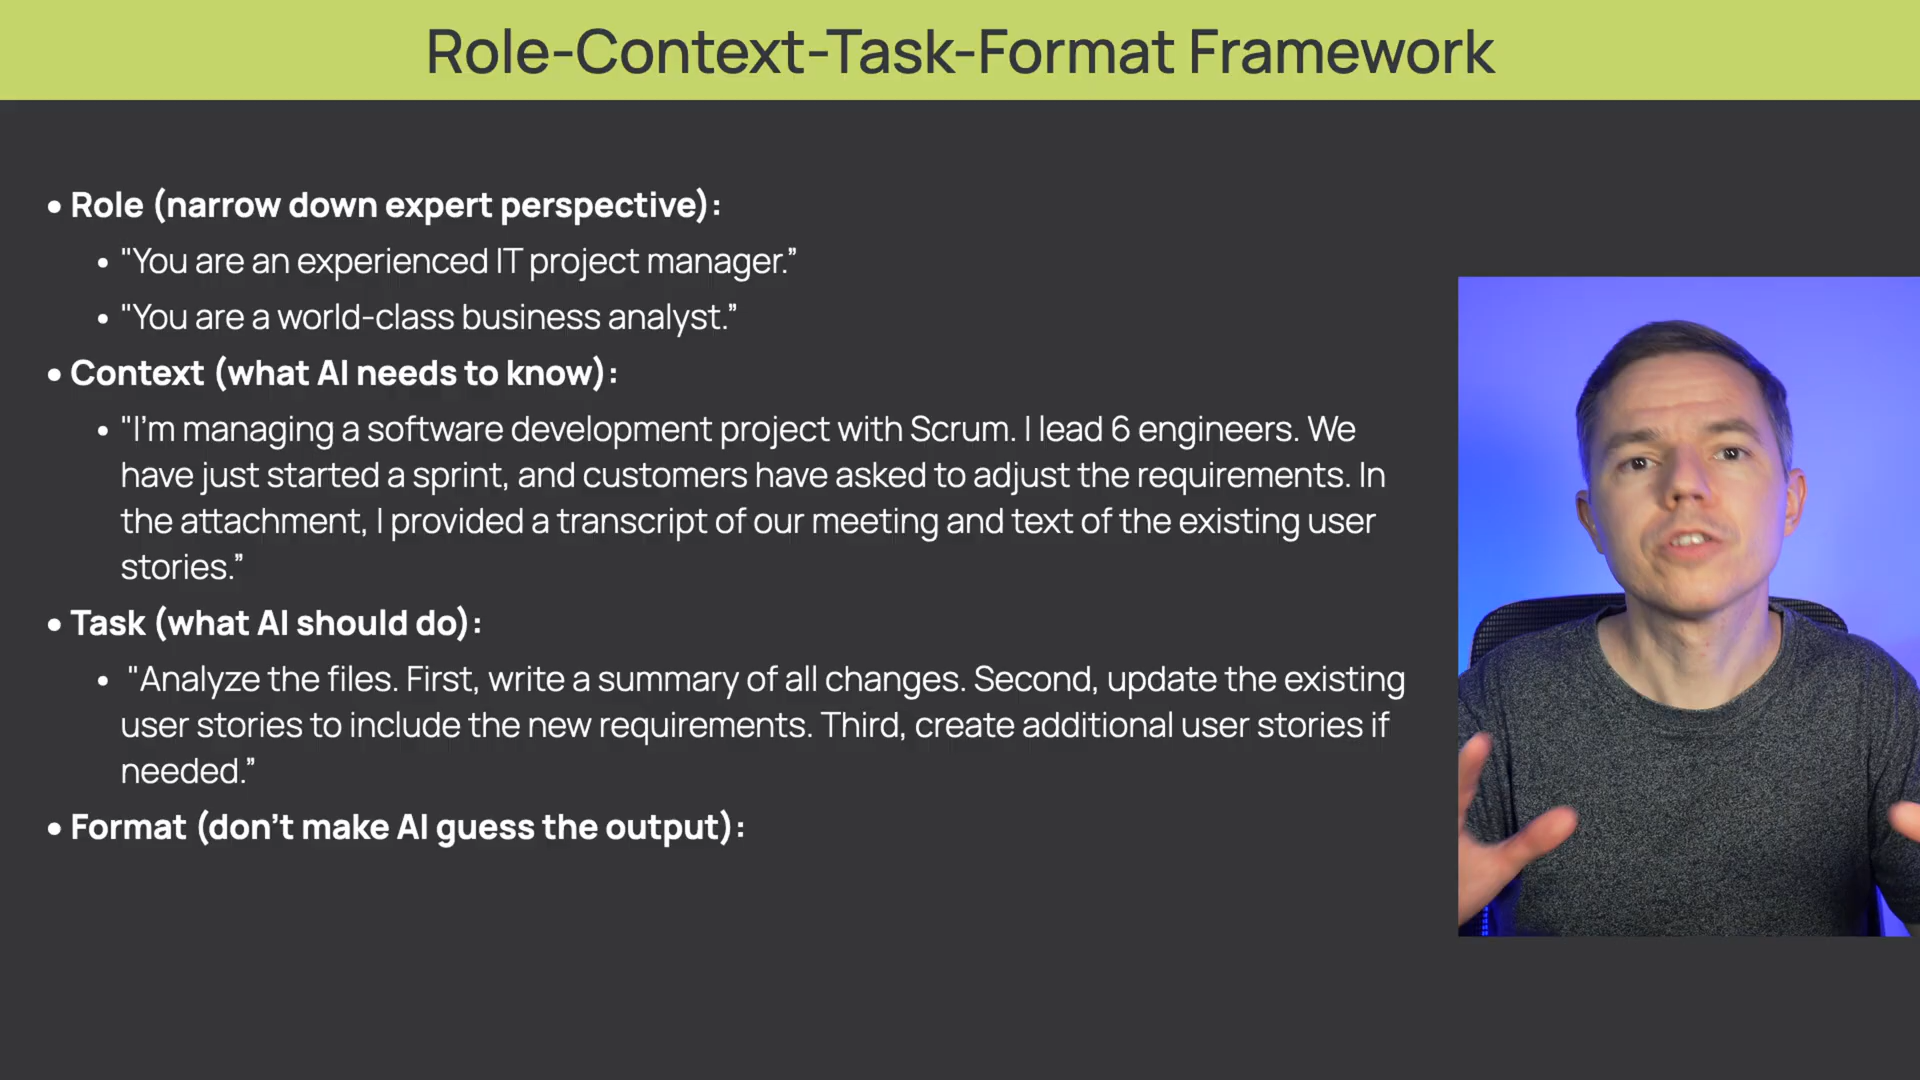 Role-Context-Task-Format Framework
• Role (narrow down expert perspective):
• "You are an experienced IT project manager.”
• "You are a world-class business analyst.”
• Context (what AI needs to know):
• "I’m managing a software development project with Scrum. I lead 6 engineers. We
have just started a sprint, and customers have asked to adjust the requirements. In
the attachment, I provided a transcript of our meeting and text of the existing user
stories.”
• Task (what AI should do):
• "Analyze the files. First, write a summary of all changes. Second, update the existing
user stories to include the new requirements. Third, create additional user stories if
needed.”
• Format (don’t make AI guess the output):